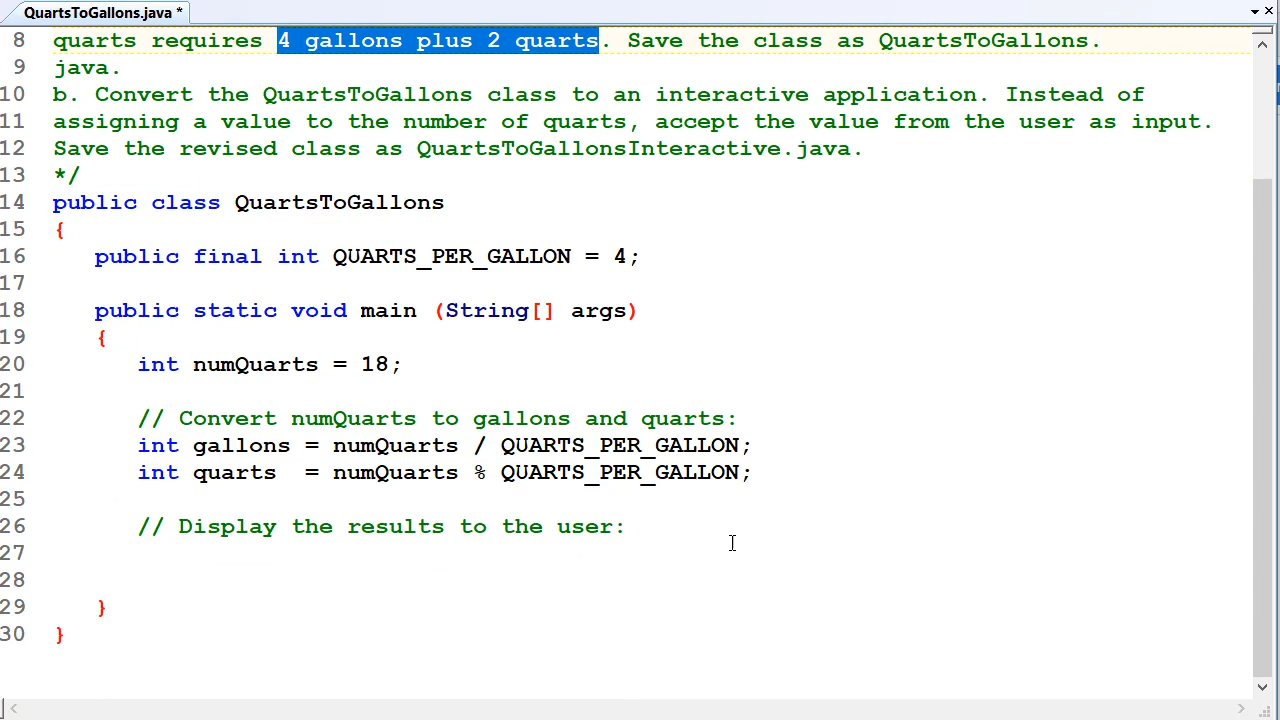 QuartsToGallons.java *
8 quarts requires 4 gallons plus 2 quarts. Save the class as QuartsToGallons.
9 java.
10 b. Convert the QuartsToGallons class to an interactive application. Instead of
11 assigning a value to the number of quarts, accept the value from the user as input.
12 Save the revised class as QuartsToGallonsInteractive.java.
13 */
14 public class QuartsToGallons
15 {
16    public final int QUARTS_PER_GALLON = 4;
17
18    public static void main (String[] args)
19    {
20       int numQuarts = 18;
21
22       // Convert numQuarts to gallons and quarts:
23       int gallons = numQuarts / QUARTS_PER_GALLON;
24       int quarts  = numQuarts % QUARTS_PER_GALLON;
25
26       // Display the results to the user:
27
28
29    }
30 }